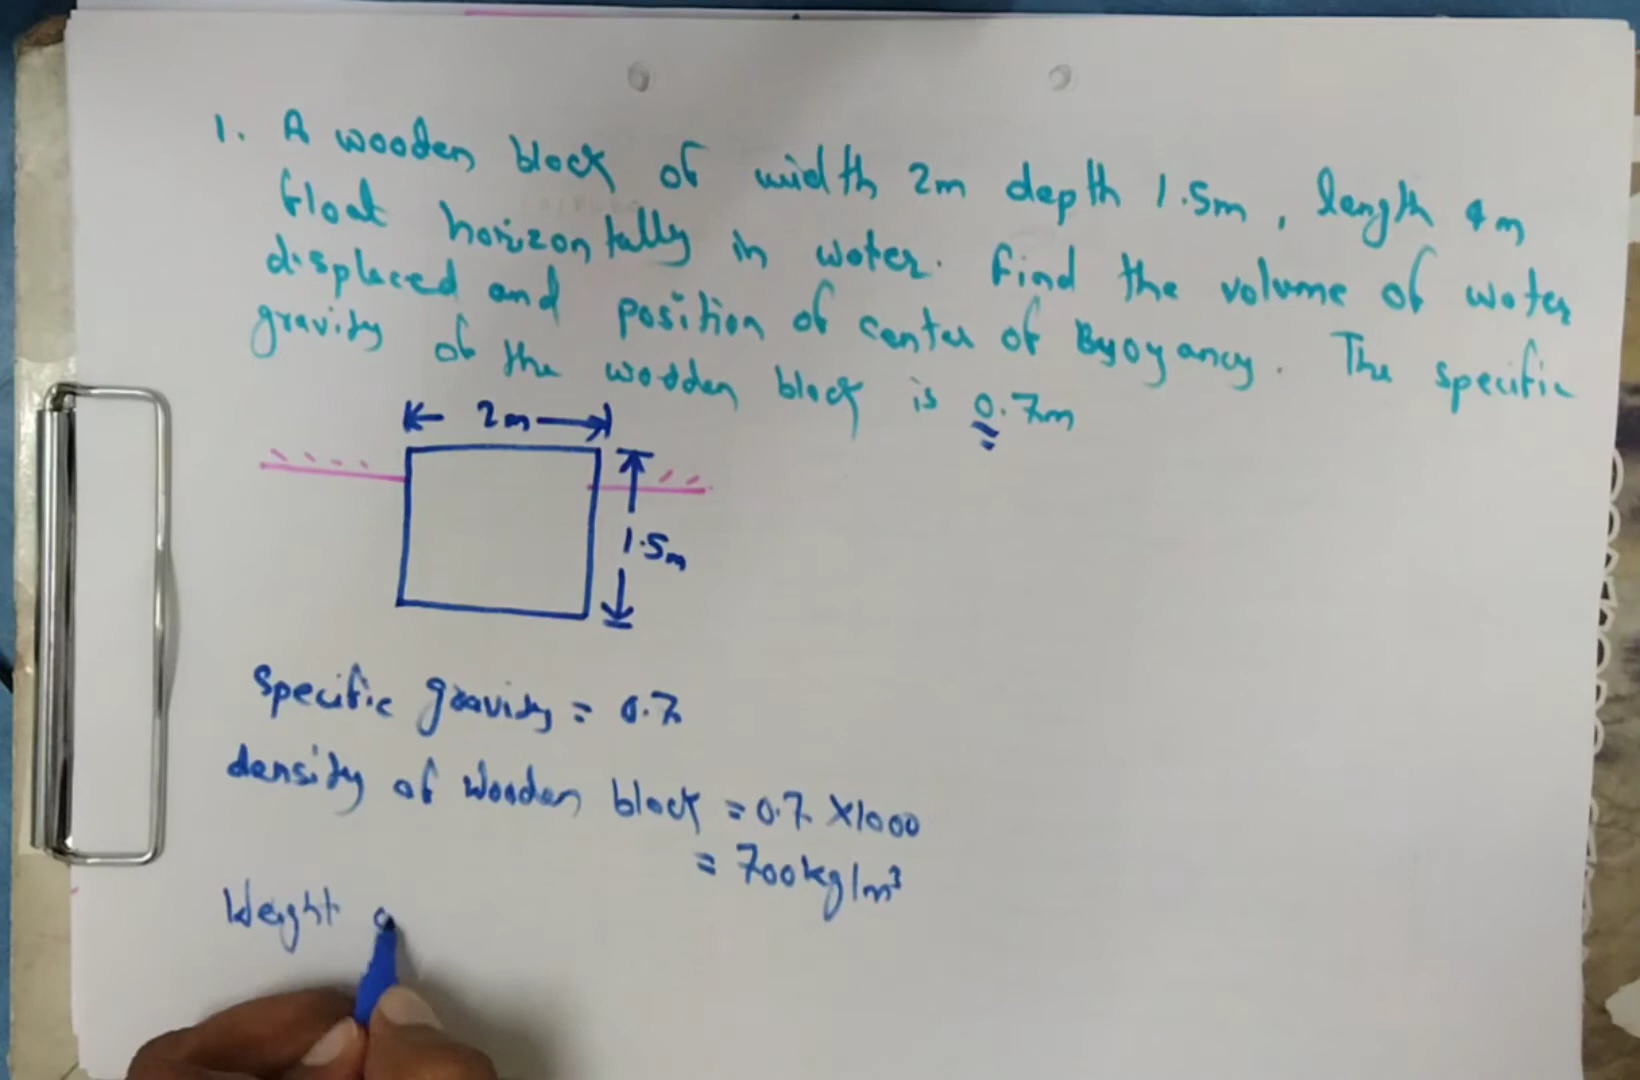 1. A wooden block of width 2m depth 1.5m, length 4m
float horizontally in water. Find the volume of water
displaced and position of center of Byoyancy. The specific
gravity of the wooden block is 0.7m
2m
1.5m
Specific gravity = 0.7
density of wooden block = 0.7 X1000
= 700kg/m³
Weight o